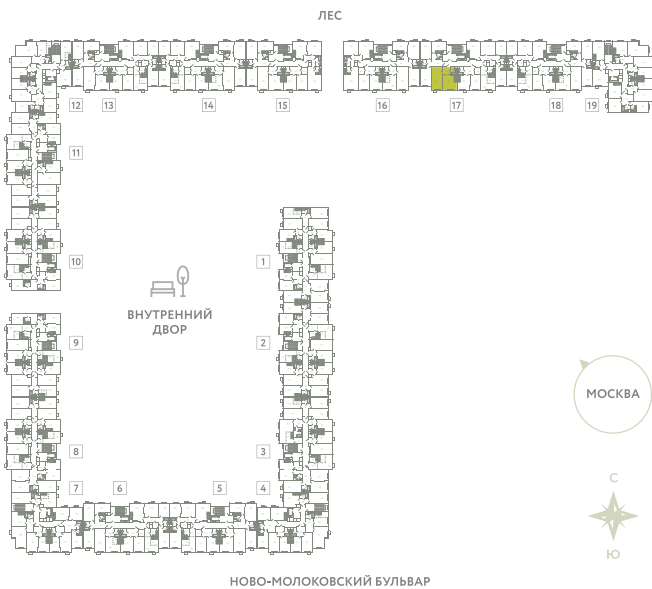 ЛЕС
12 13 14 15 16 17 18 19
11
10 1
ВНУТРЕННИЙ
ДВОР
9 2
МОСКВА
8 3
С
7 6 5 4
Ю
НОВО-МОЛОКОВСКИЙ БУЛЬВАР